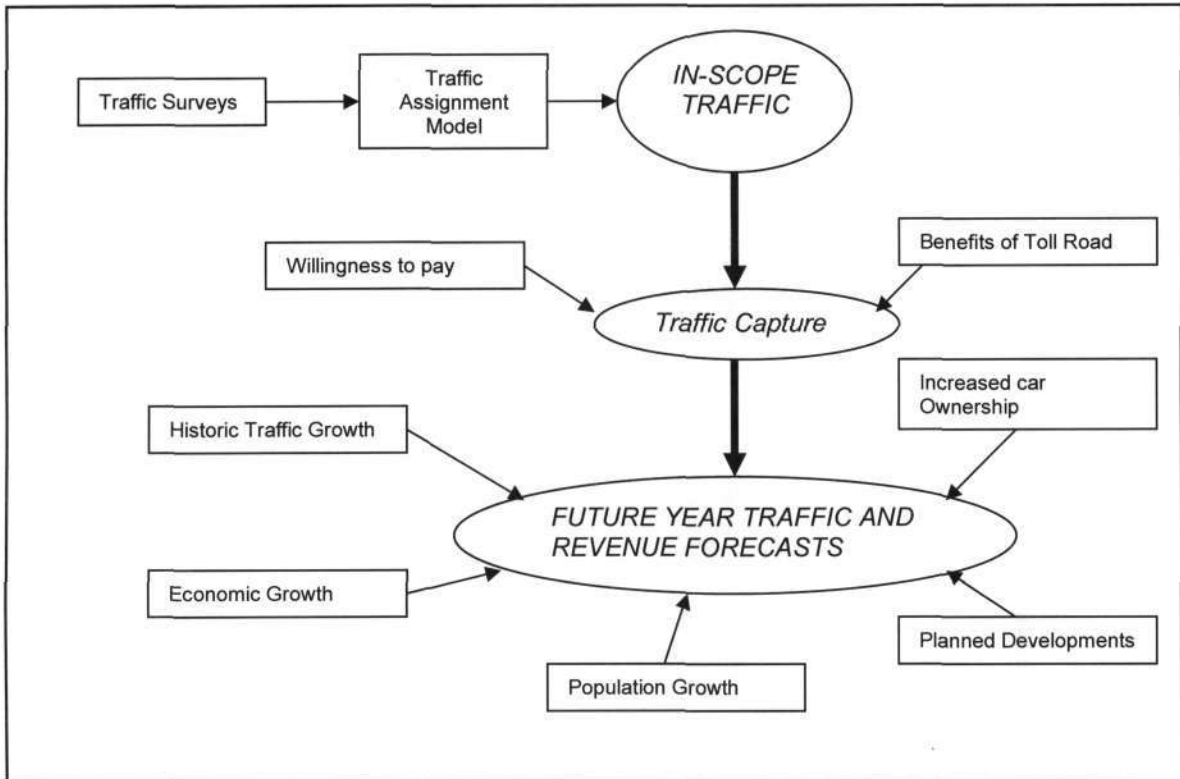 Traffic Surveys
Traffic
Assignment
Model
IN-SCOPE
TRAFFIC
Willingness to pay
Benefits of Toll Road
Traffic Capture
Increased car
Ownership
Historic Traffic Growth
FUTURE YEAR TRAFFIC AND
REVENUE FORECASTS
Economic Growth
Planned Developments
Population Growth